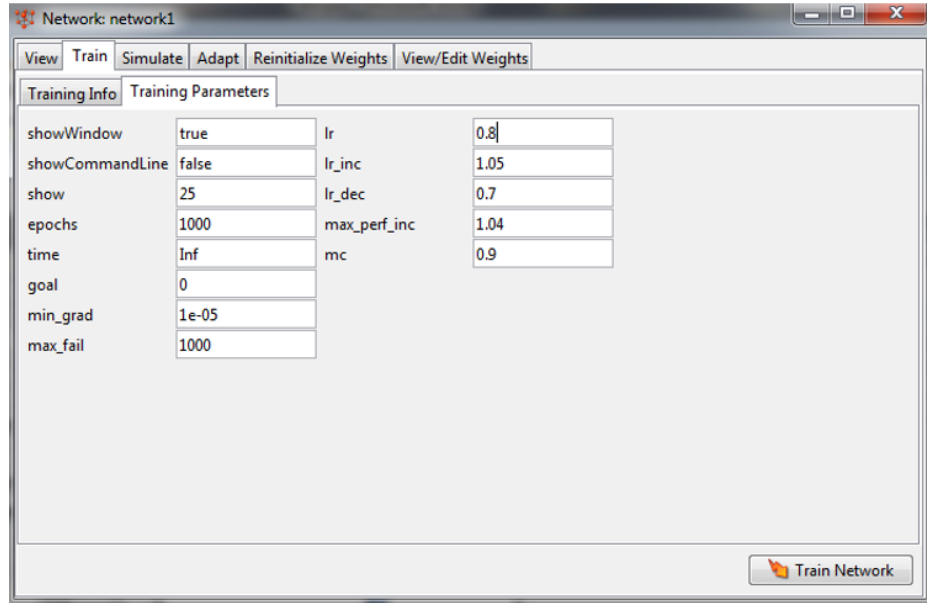 Network: network1
View Train Simulate Adapt Reinitialize Weights View/Edit Weights
Training Info Training Parameters
showWindow true lr 0.8
showCommandLine false lr_inc 1.05
show 25 lr_dec 0.7
epochs 1000 max_perf_inc 1.04
time Inf mc 0.9
goal 0
min_grad 1e-05
max_fail 1000
Train Network